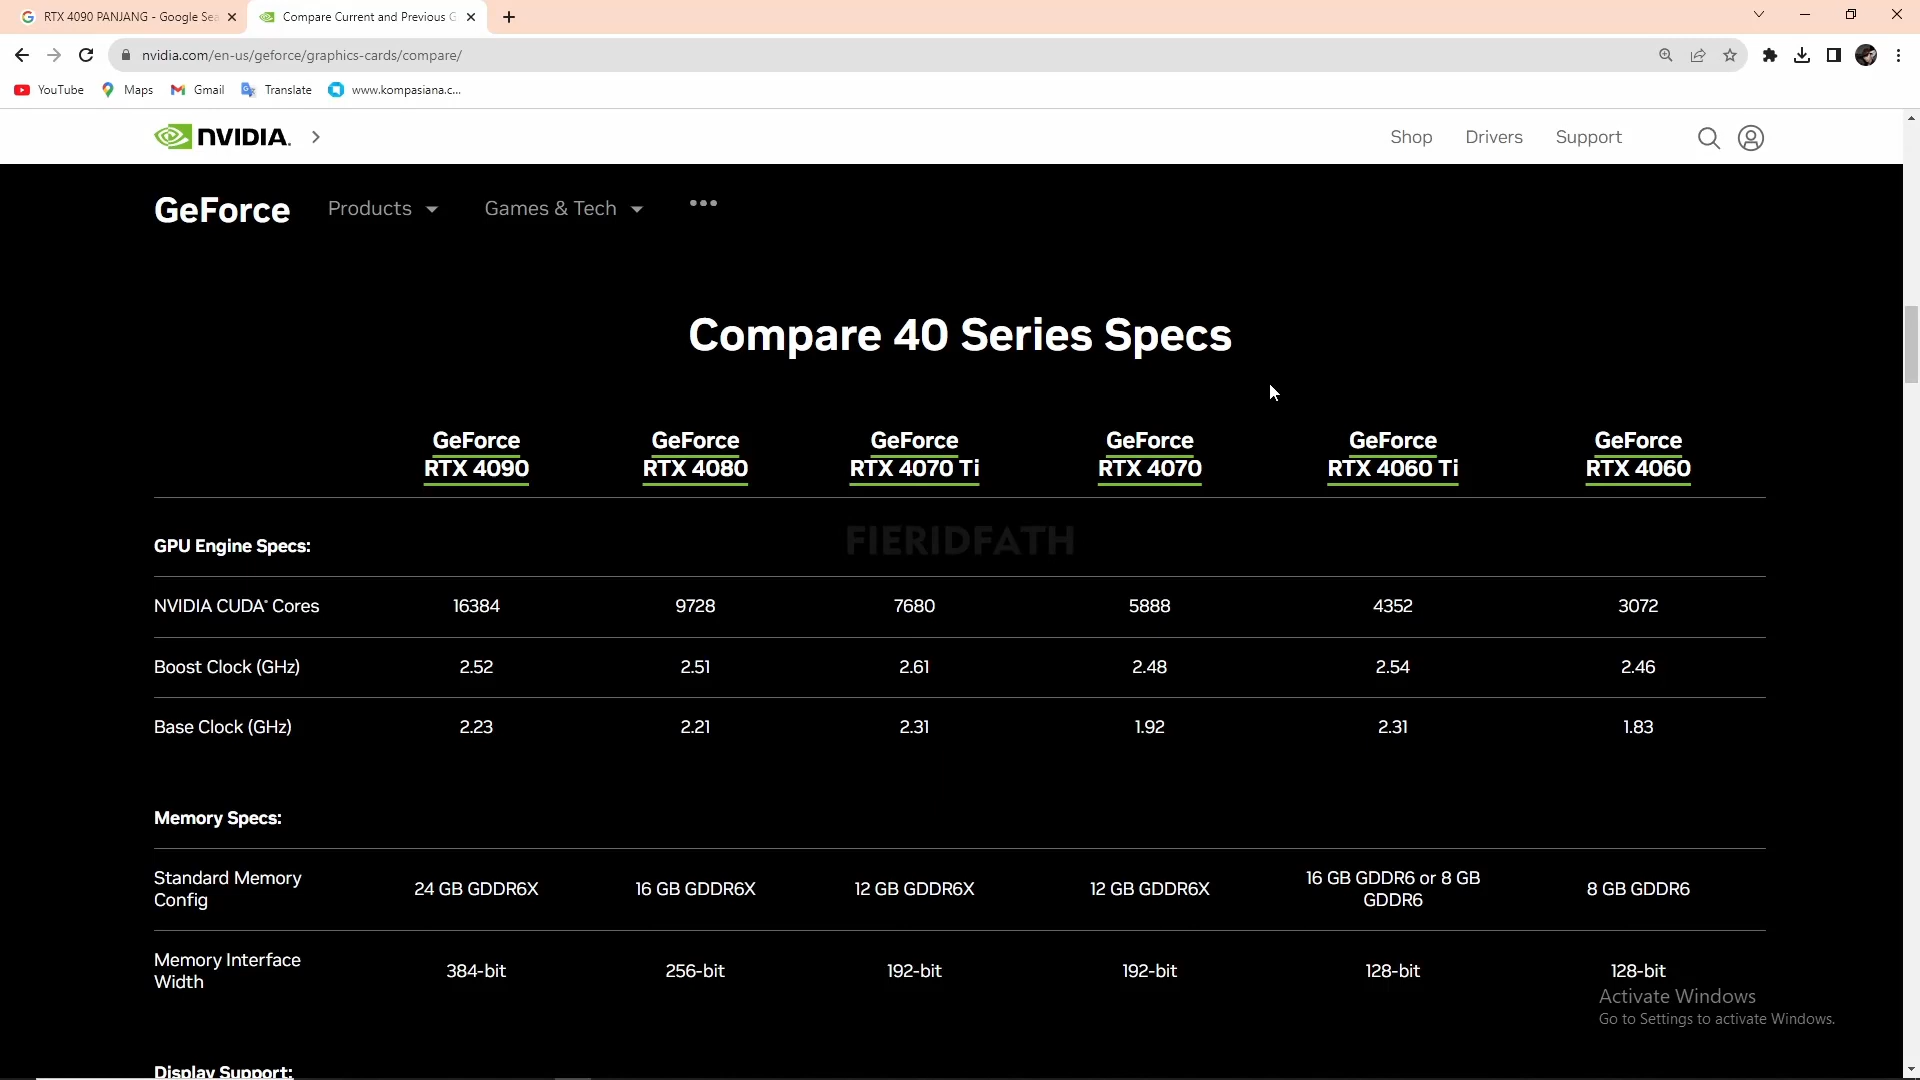 RTX 4090 PANJANG - Google Sea
Compare Current and Previous G
nvidia.com/en-us/geforce/graphics-cards/compare/
YouTube Maps Gmail Translate www.kompasiana.c...
NVIDIA. Shop Drivers Support
GeForce Products Games & Tech •••
Compare 40 Series Specs
GeForce GeForce GeForce GeForce GeForce GeForce
RTX 4090 RTX 4080 RTX 4070 Ti RTX 4070 RTX 4060 Ti RTX 4060
FIERIDFATH
GPU Engine Specs:
NVIDIA CUDA® Cores 16384 9728 7680 5888 4352 3072
Boost Clock (GHz) 2.52 2.51 2.61 2.48 2.54 2.46
Base Clock (GHz) 2.23 2.21 2.31 1.92 2.31 1.83
Memory Specs:
Standard Memory
Config 24 GB GDDR6X 16 GB GDDR6X 12 GB GDDR6X 12 GB GDDR6X 16 GB GDDR6 or 8 GB
GDDR6 8 GB GDDR6
Memory Interface
Width 384-bit 256-bit 192-bit 192-bit 128-bit 128-bit
Activate Windows
Go to Settings to activate Windows.
Display Support: